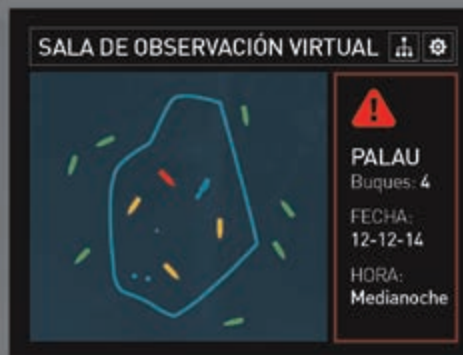 SALA DE OBSERVACIÓN VIRTUAL
PALAU
Buques: 4
FECHA:
12-12-14
HORA:
Medianoche